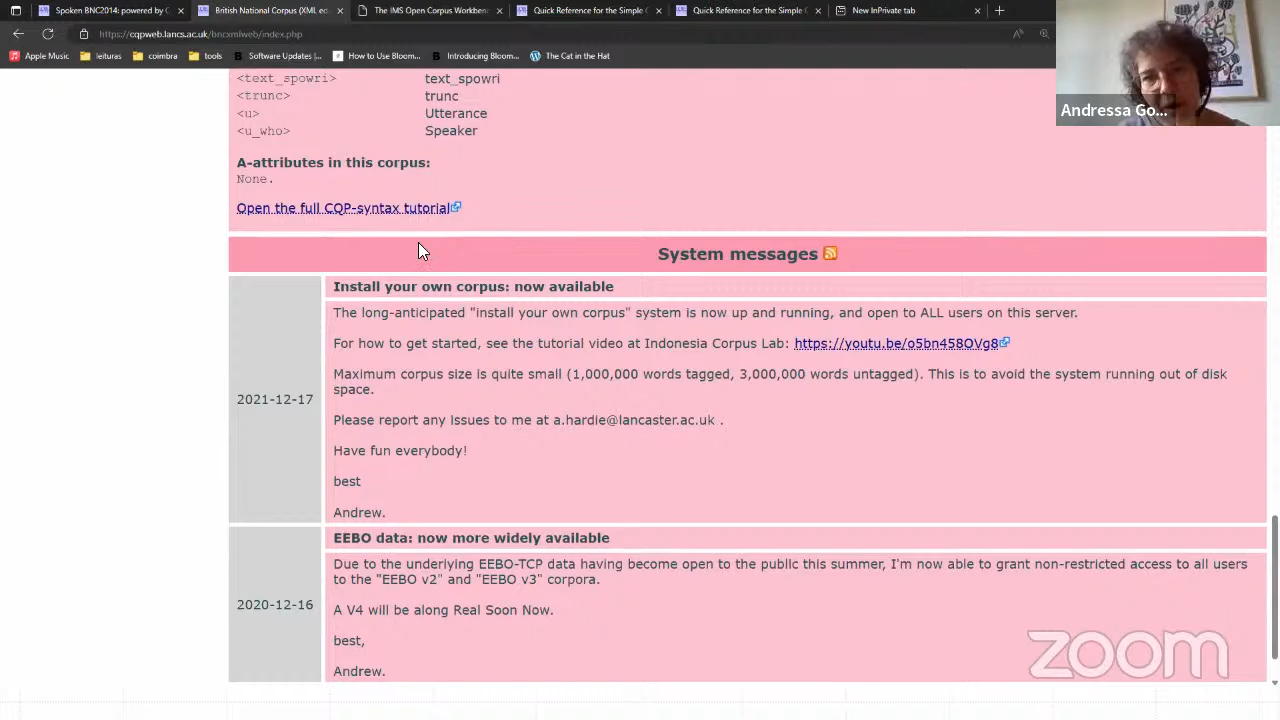 Spoken BNC2014: powered by C
British National Corpus (XML ed
The IMS Open Corpus Workben
Quick Reference for the Simple C
Quick Reference for the Simple C
New InPrivate tab
https://cqpweb.lancs.ac.uk/bncxmlweb/index.php
Apple Music
leituras
coimbra
tools
Software Updates |...
How to Use Bloom...
Introducing Bloom...
The Cat in the Hat
Andressa Go...
<text_spowri> text_spowri
<trunc> trunc
<u> Utterance
<u_who> Speaker
A-attributes in this corpus:
None.
Open the full CQP-syntax tutorial
System messages
2021-12-17
Install your own corpus: now available
The long-anticipated "install your own corpus" system is now up and running, and open to ALL users on this server.
For how to get started, see the tutorial video at Indonesia Corpus Lab: https://youtu.be/o5bn458OVg8
Maximum corpus size is quite small (1,000,000 words tagged, 3,000,000 words untagged). This is to avoid the system running out of disk
space.
Please report any issues to me at a.hardie@lancaster.ac.uk .
Have fun everybody!
best
Andrew.
2020-12-16
EEBO data: now more widely available
Due to the underlying EEBO-TCP data having become open to the public this summer, I'm now able to grant non-restricted access to all users
to the "EEBO v2" and "EEBO v3" corpora.
A V4 will be along Real Soon Now.
best,
Andrew.
zoom